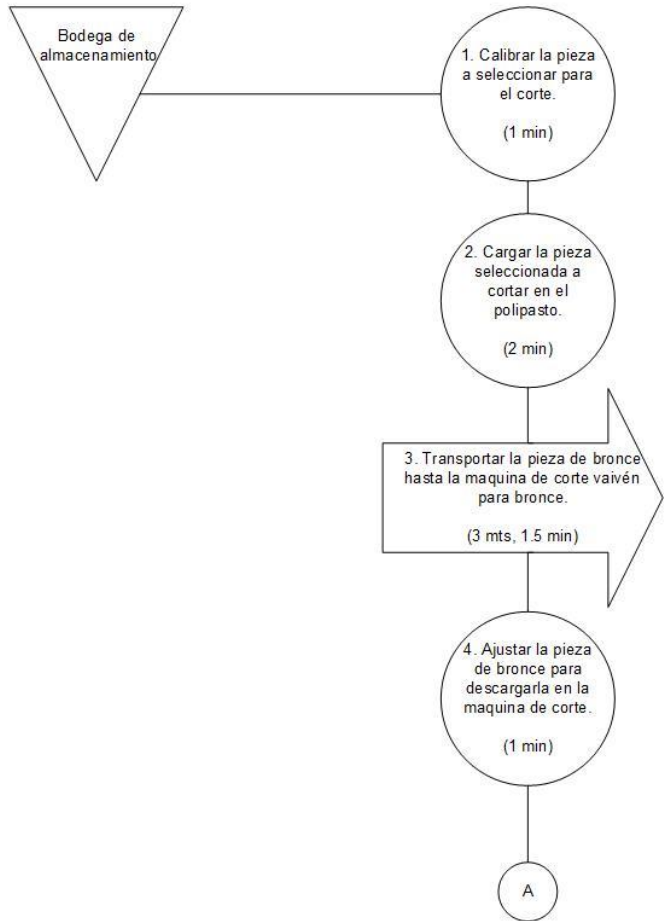 Bodega de
almacenamiento
1. Calibrar la pieza
a seleccionar para
el corte.
(1 min)
2. Cargar la pieza
seleccionada a
cortar en el
polipasto.
(2 min)
3. Transportar la pieza de bronce
hasta la maquina de corte vaivén
para bronce.
(3 mts, 1.5 min)
4. Ajustar la pieza
de bronce para
descargarla en la
maquina de corte.
(1 min)
A